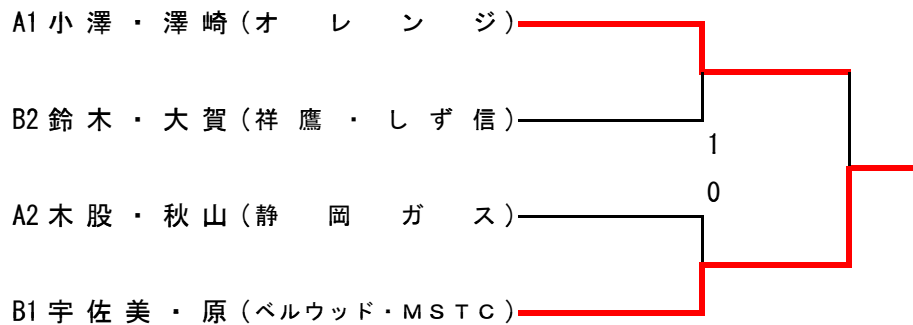 A1 小澤・澤崎(オレンジ)
B2 鈴木・大賀(祥鷹・しず信)
1
0
A2 木股・秋山(静岡ガス)
B1 宇佐美・原(ベルウッド・MSTC)